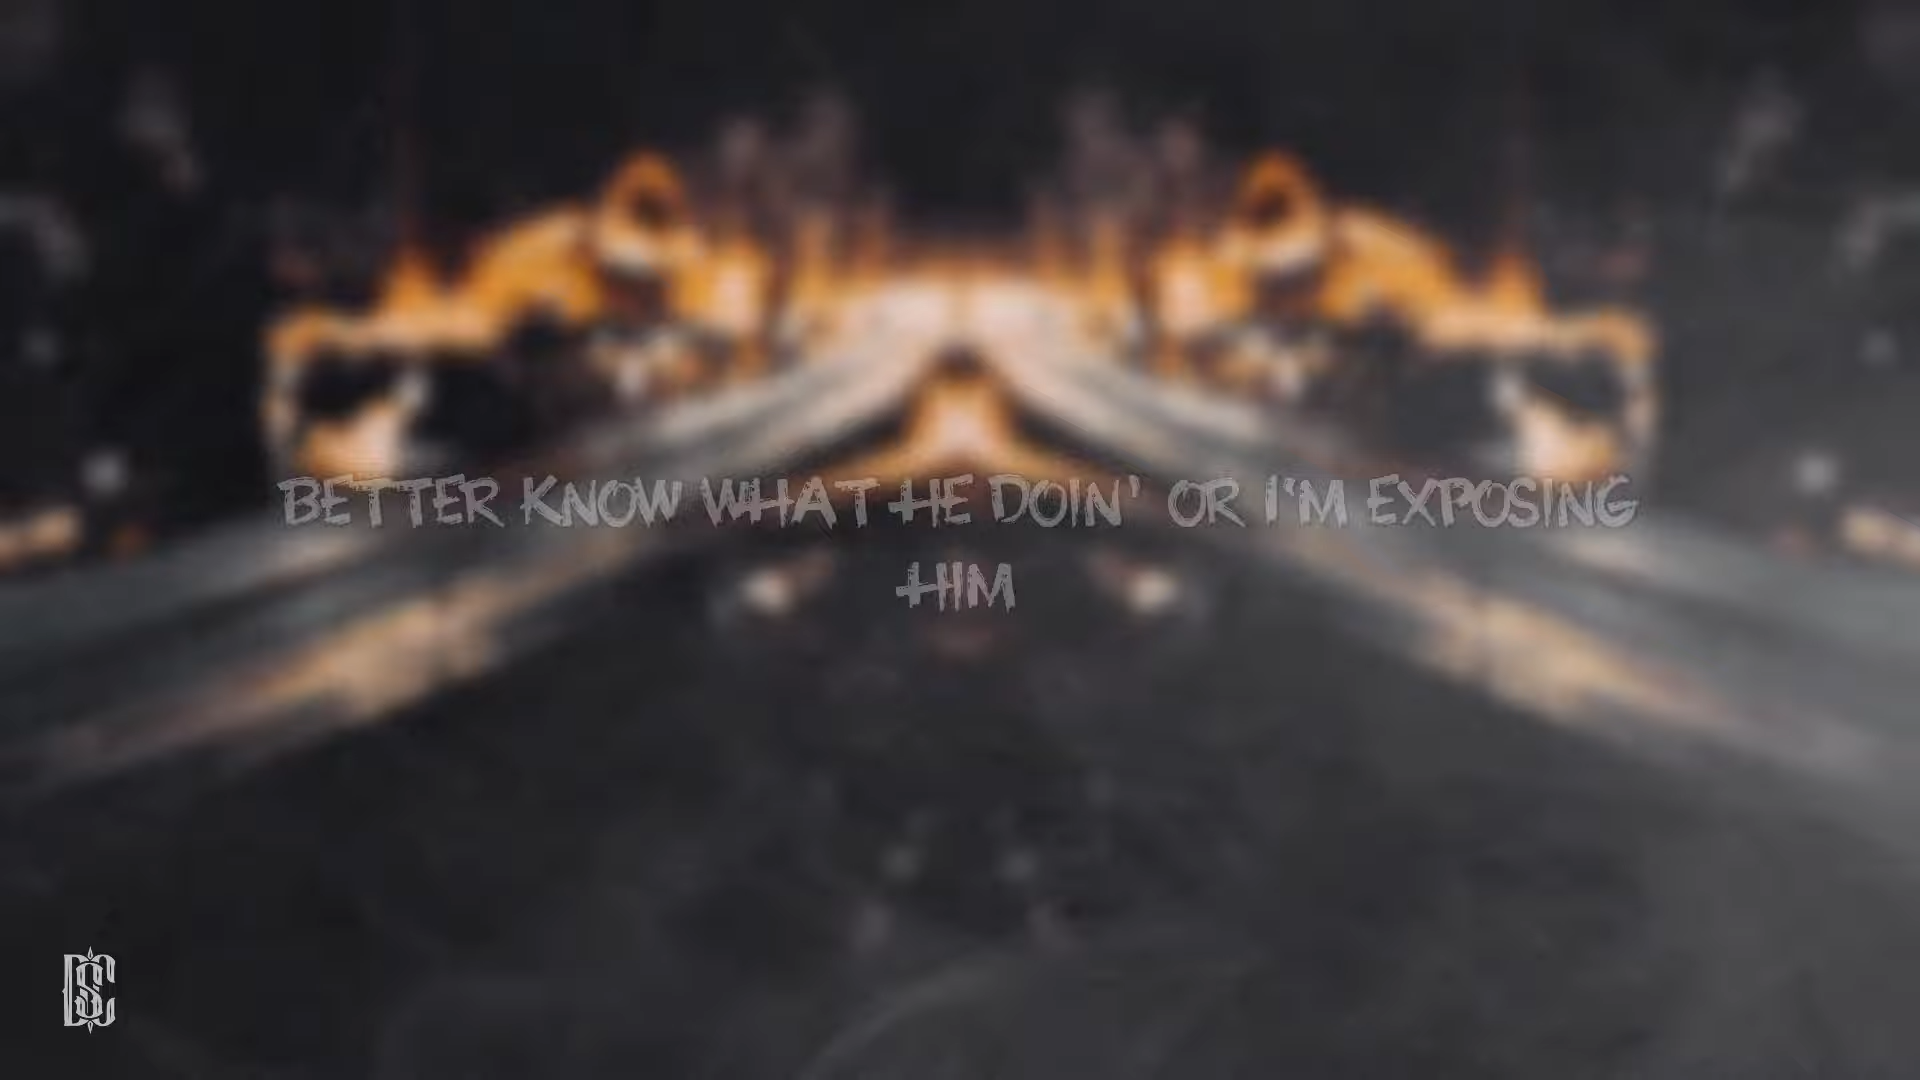 BETTER KNOW WHAT HE DOIN' OR I'M EXPOSING
HIM